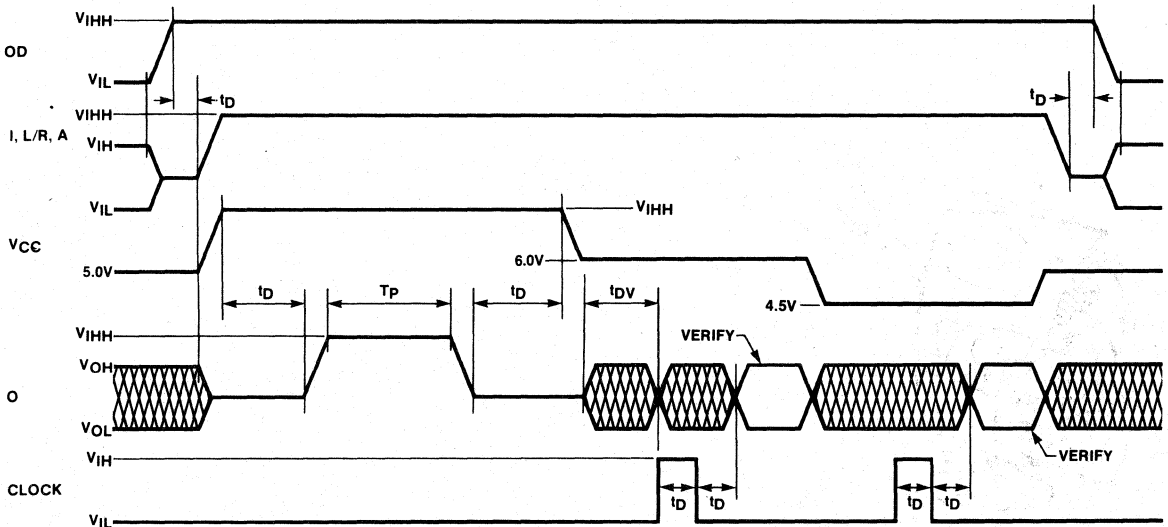 VIHH
OD
VIL
tD
tD
VIHH
I, L/R, A
VIH
VIL
VIHH
VCC
6.0V
5.0V
4.5V
tD
TP
tD
tDV
VIHH
VERIFY
VOH
O
VOL
VERIFY
VIH
CLOCK
tD
tD
tD
tD
VIL